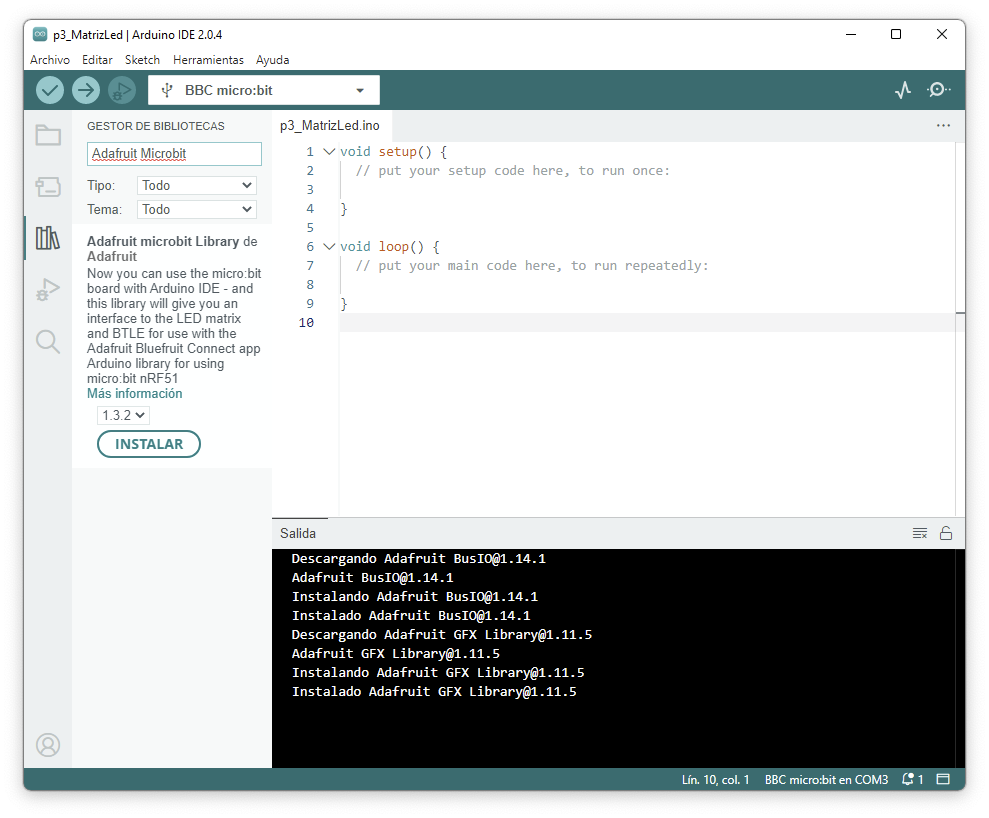 p3_MatrizLed | Arduino IDE 2.0.4
Archivo Editar Sketch Herramientas Ayuda
BBC micro:bit
GESTOR DE BIBLIOTECAS
Adafruit Microbit
Tipo: Todo
Tema: Todo
Adafruit microbit Library de
Adafruit
Now you can use the micro:bit
board with Arduino IDE - and
this library will give you an
interface to the LED matrix
and BTLE for use with the
Adafruit Bluefruit Connect app
Arduino library for using
micro:bit nRF51
Más información
1.3.2
INSTALAR
p3_MatrizLed.ino
1 void setup() {
2 // put your setup code here, to run once:
3
4 }
5
6 void loop() {
7 // put your main code here, to run repeatedly:
8
9 }
10
Salida
Descargando Adafruit BusIO@1.14.1
Adafruit BusIO@1.14.1
Instalando Adafruit BusIO@1.14.1
Instalado Adafruit BusIO@1.14.1
Descargando Adafruit GFX Library@1.11.5
Adafruit GFX Library@1.11.5
Instalando Adafruit GFX Library@1.11.5
Instalado Adafruit GFX Library@1.11.5
Lín. 10, col. 1 BBC micro:bit en COM3 1